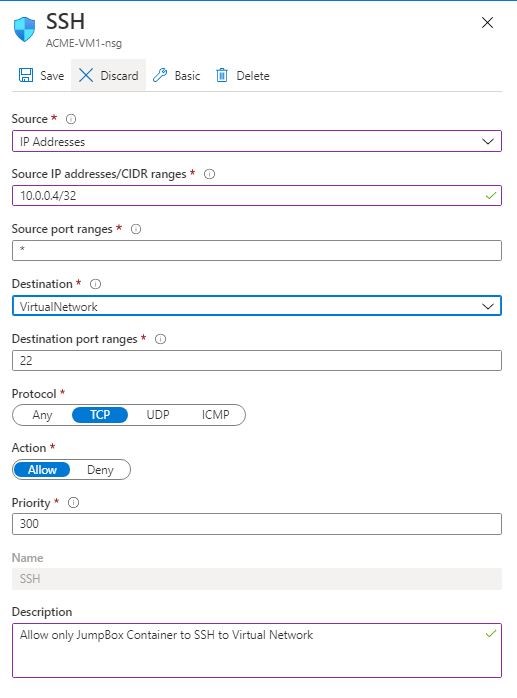 SSH
ACME-VM1-nsg
Save Discard Basic Delete
Source *
IP Addresses
Source IP addresses/CIDR ranges *
10.0.0.4/32
Source port ranges *
*
Destination *
VirtualNetwork
Destination port ranges *
22
Protocol *
Any TCP UDP ICMP
Action *
Allow Deny
Priority *
300
Name
SSH
Description
Allow only JumpBox Container to SSH to Virtual Network